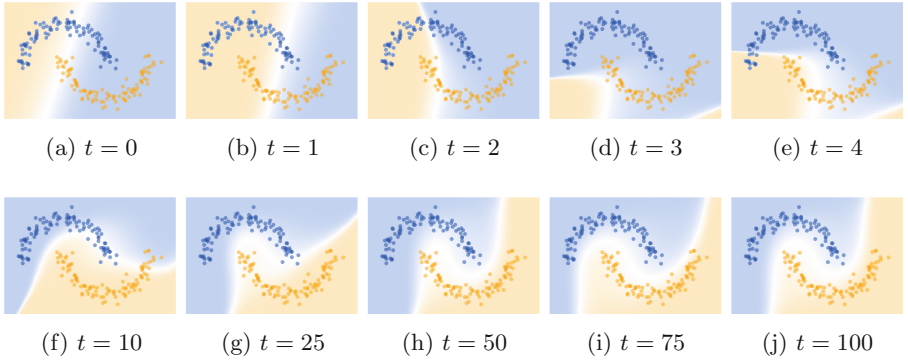 (a) t = 0 (b) t = 1 (c) t = 2 (d) t = 3 (e) t = 4
(f) t = 10 (g) t = 25 (h) t = 50 (i) t = 75 (j) t = 100